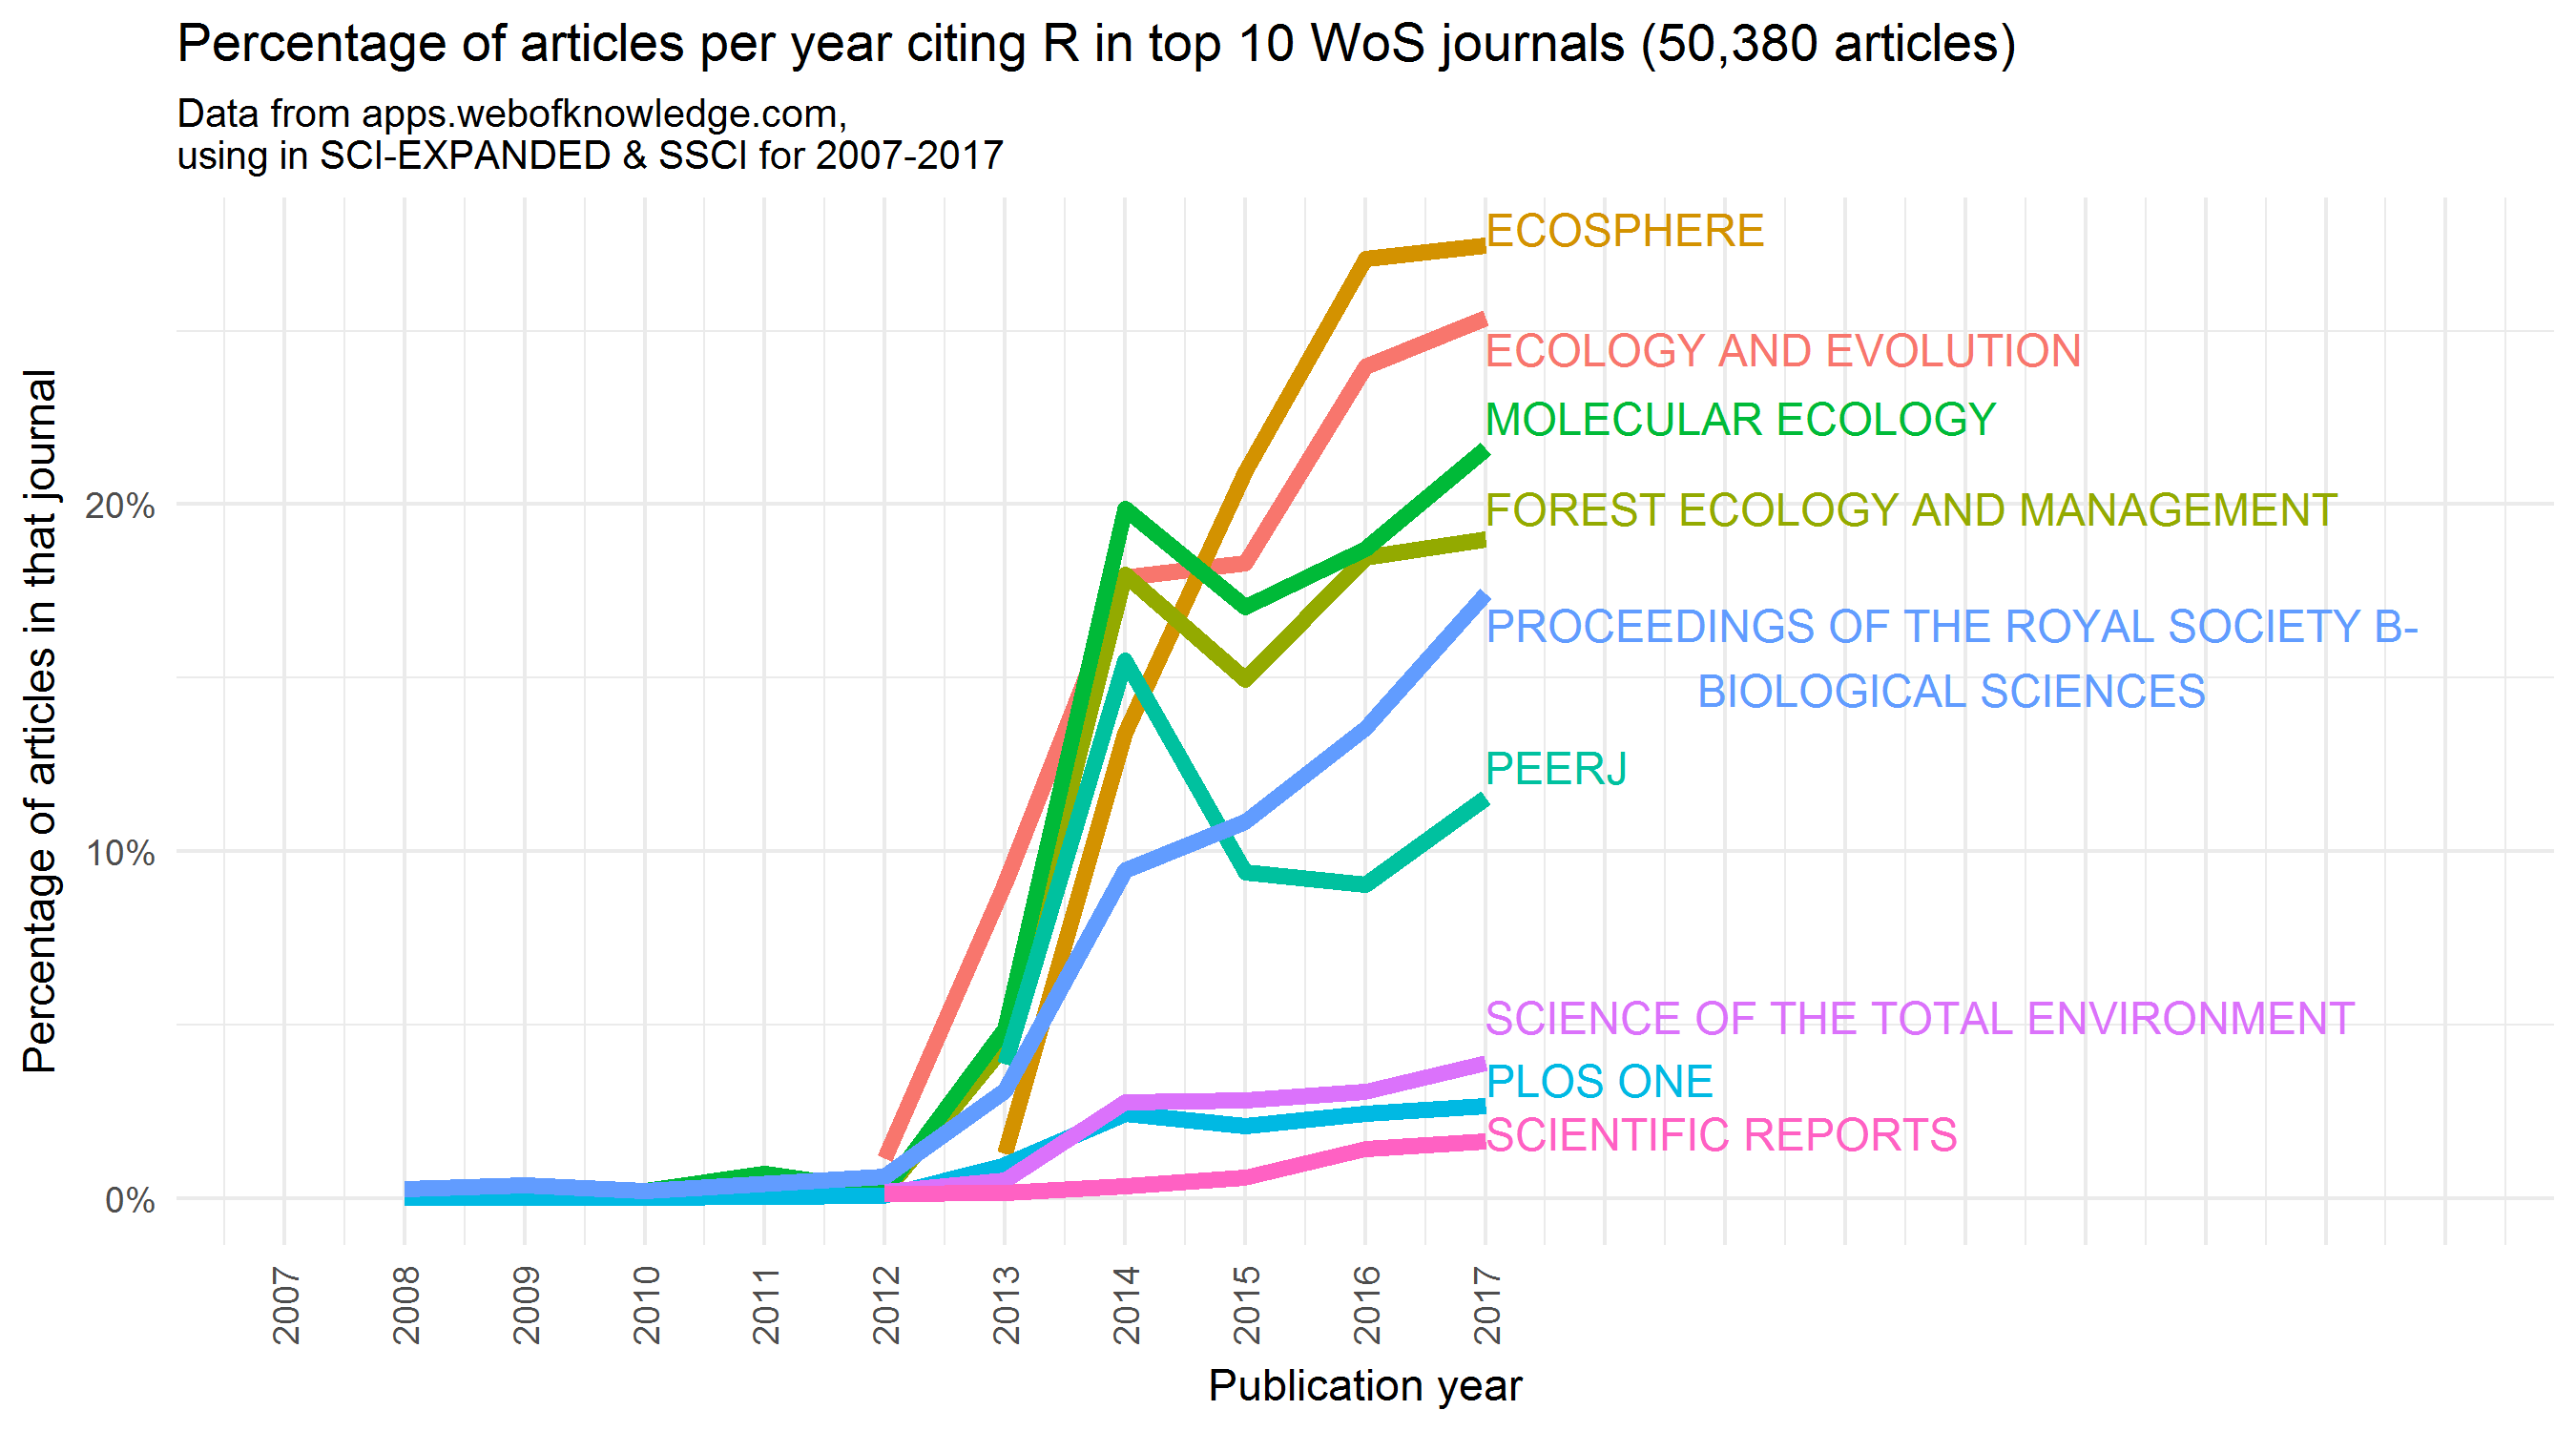 Percentage of articles per year citing R in top 10 WoS journals (50,380 articles)
Data from apps.webofknowledge.com,
using in SCI-EXPANDED & SSCI for 2007-2017
Percentage of articles in that journal
20%
10%
0%
ECOSPHERE
ECOLOGY AND EVOLUTION
MOLECULAR ECOLOGY
FOREST ECOLOGY AND MANAGEMENT
PROCEEDINGS OF THE ROYAL SOCIETY B-
BIOLOGICAL SCIENCES
PEERJ
SCIENCE OF THE TOTAL ENVIRONMENT
PLOS ONE
SCIENTIFIC REPORTS
2007
2008
2009
2010
2011
2012
2013
2014
2015
2016
2017
Publication year